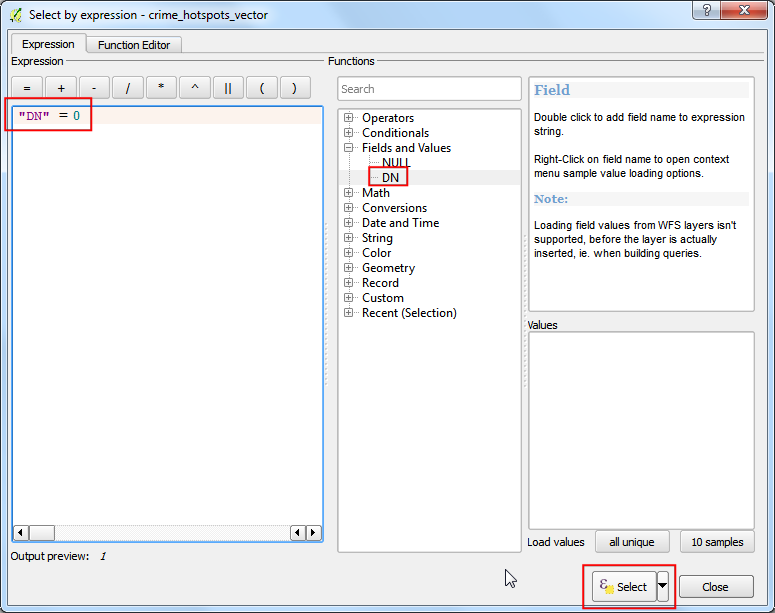 Select by expression - crime_hotspots_vector
Expression
Function Editor
Expression
Functions
= + - / * ^ || ( )
Search
"DN" = 0
Operators
Conditionals
Fields and Values
NULL
DN
Math
Conversions
Date and Time
String
Color
Geometry
Record
Custom
Recent (Selection)
Field
Double click to add field name to expression
string.
Right-Click on field name to open context
menu sample value loading options.
Note:
Loading field values from WFS layers isn't
supported, before the layer is actually
inserted, ie. when building queries.
Values
Load values all unique 10 samples
Output preview: 1
Select Close